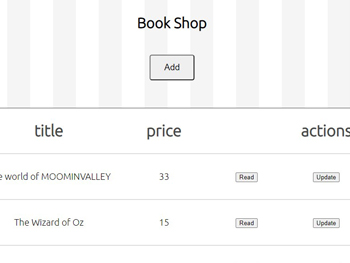 Book Shop
Add
title price actions
e world of MOOMINVALLEY 33 Read Update
The Wizard of Oz 15 Read Update